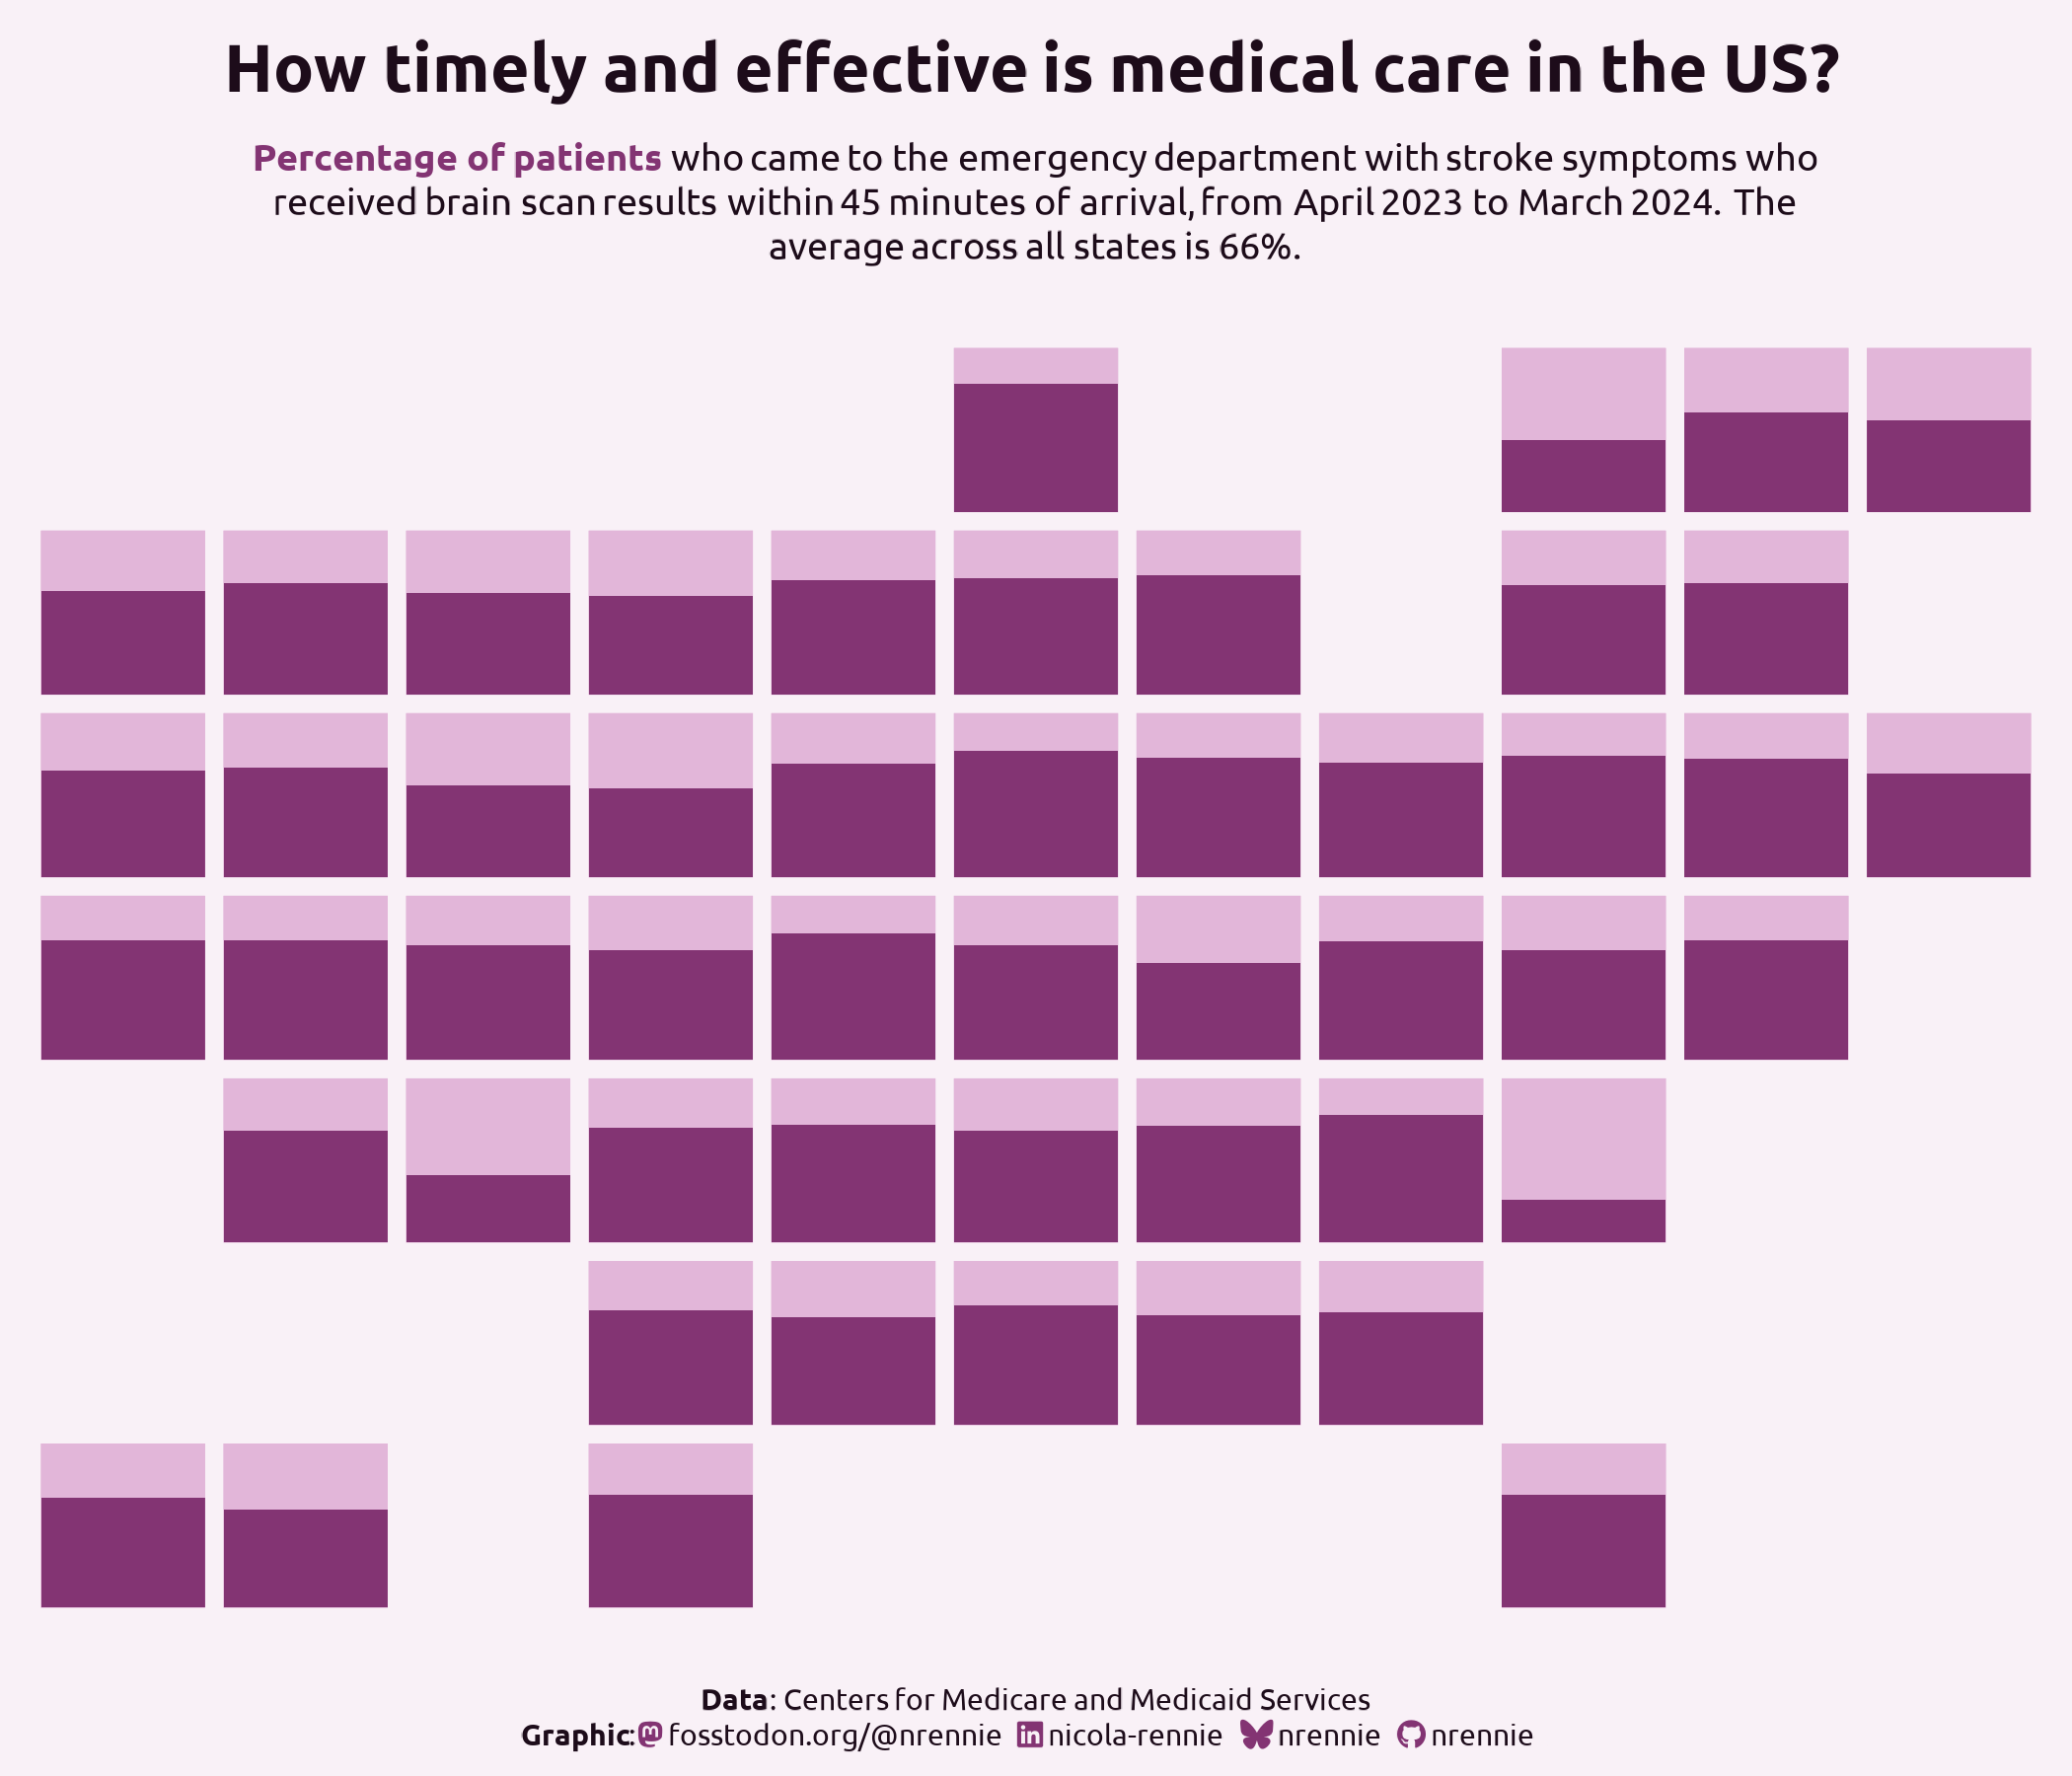 How timely and effective is medical care in the US?
Percentage of patients who came to the emergency department with stroke symptoms who
received brain scan results within 45 minutes of arrival, from April 2023 to March 2024. The
average across all states is 66%.
Data: Centers for Medicare and Medicaid Services
Graphic: fosstodon.org/@nrennie nicola-rennie nrennie nrennie